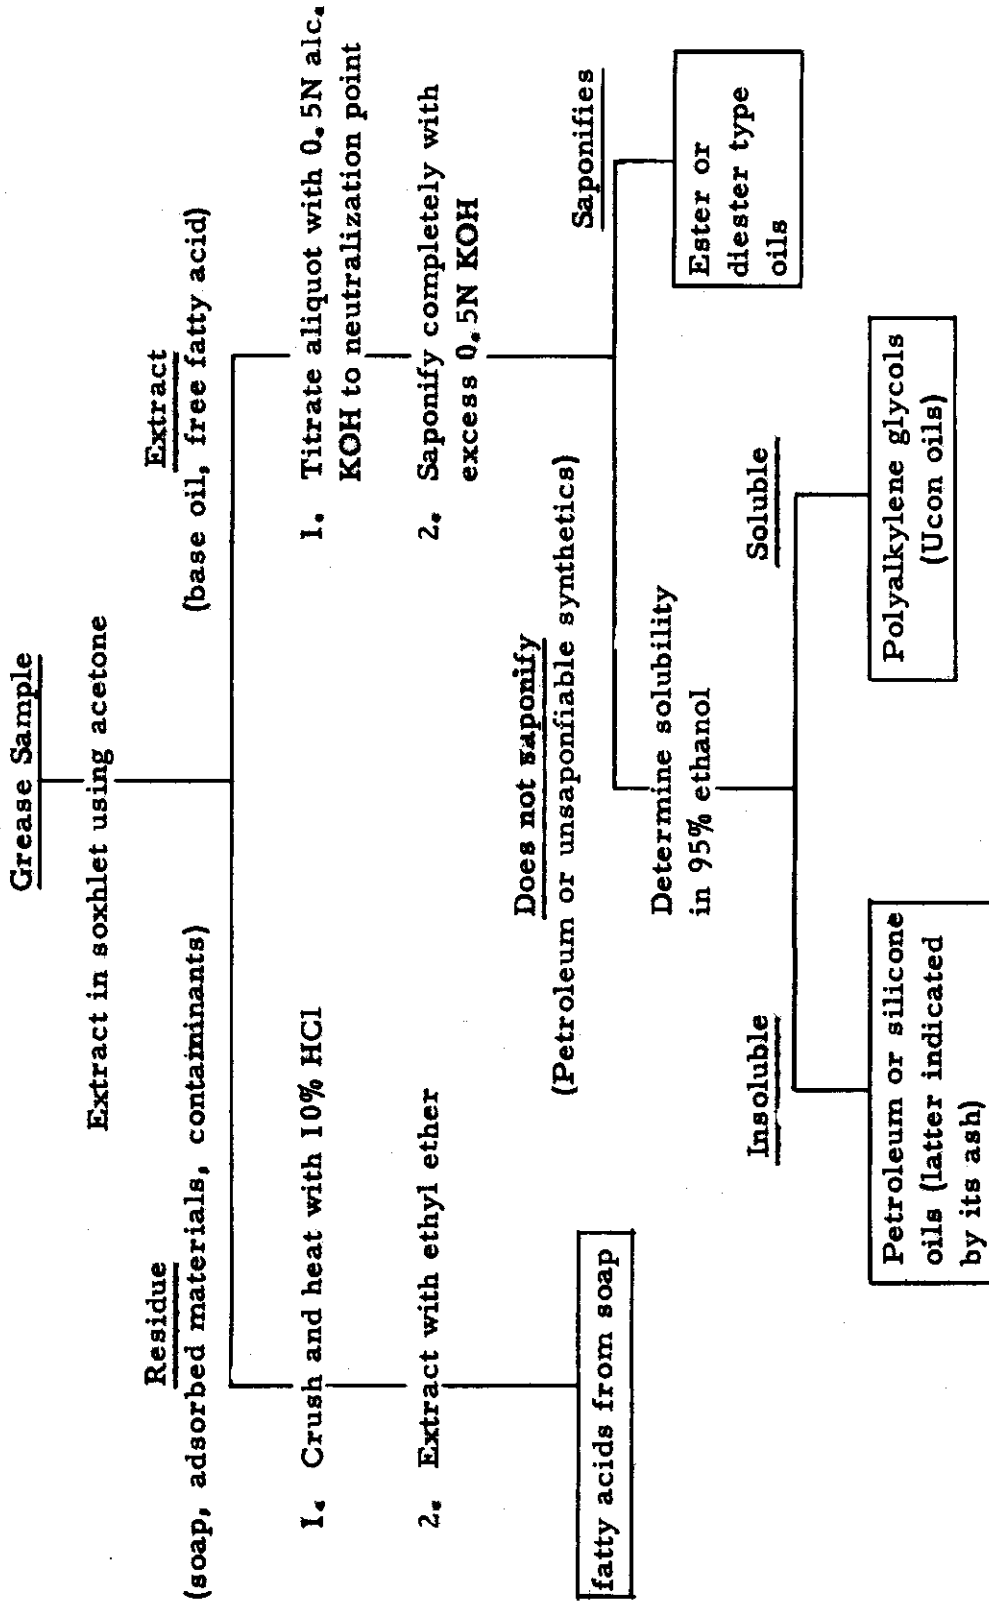 Grease Sample
Extract in soxhlet using acetone
Residue
(soap, adsorbed materials, contaminants)
1. Crush and heat with 10% HCl
2. Extract with ethyl ether
fatty acids from soap
Extract
(base oil, free fatty acid)
1. Titrate aliquot with 0.5N alc.
KOH to neutralization point
2. Saponify completely with
excess 0.5N KOH
Does not saponify
(Petroleum or unsaponfiable synthetics)
Determine solubility
in 95% ethanol
Insoluble
Petroleum or silicone
oils (latter indicated
by its ash)
Soluble
Polyalkylene glycols
(Ucon oils)
Saponifies
Ester or
diester type
oils